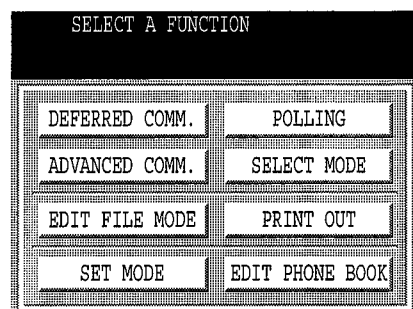 SELECT A FUNCTION
DEFERRED COMM. POLLING
ADVANCED COMM. SELECT MODE
EDIT FILE MODE PRINT OUT
SET MODE EDIT PHONE BOOK